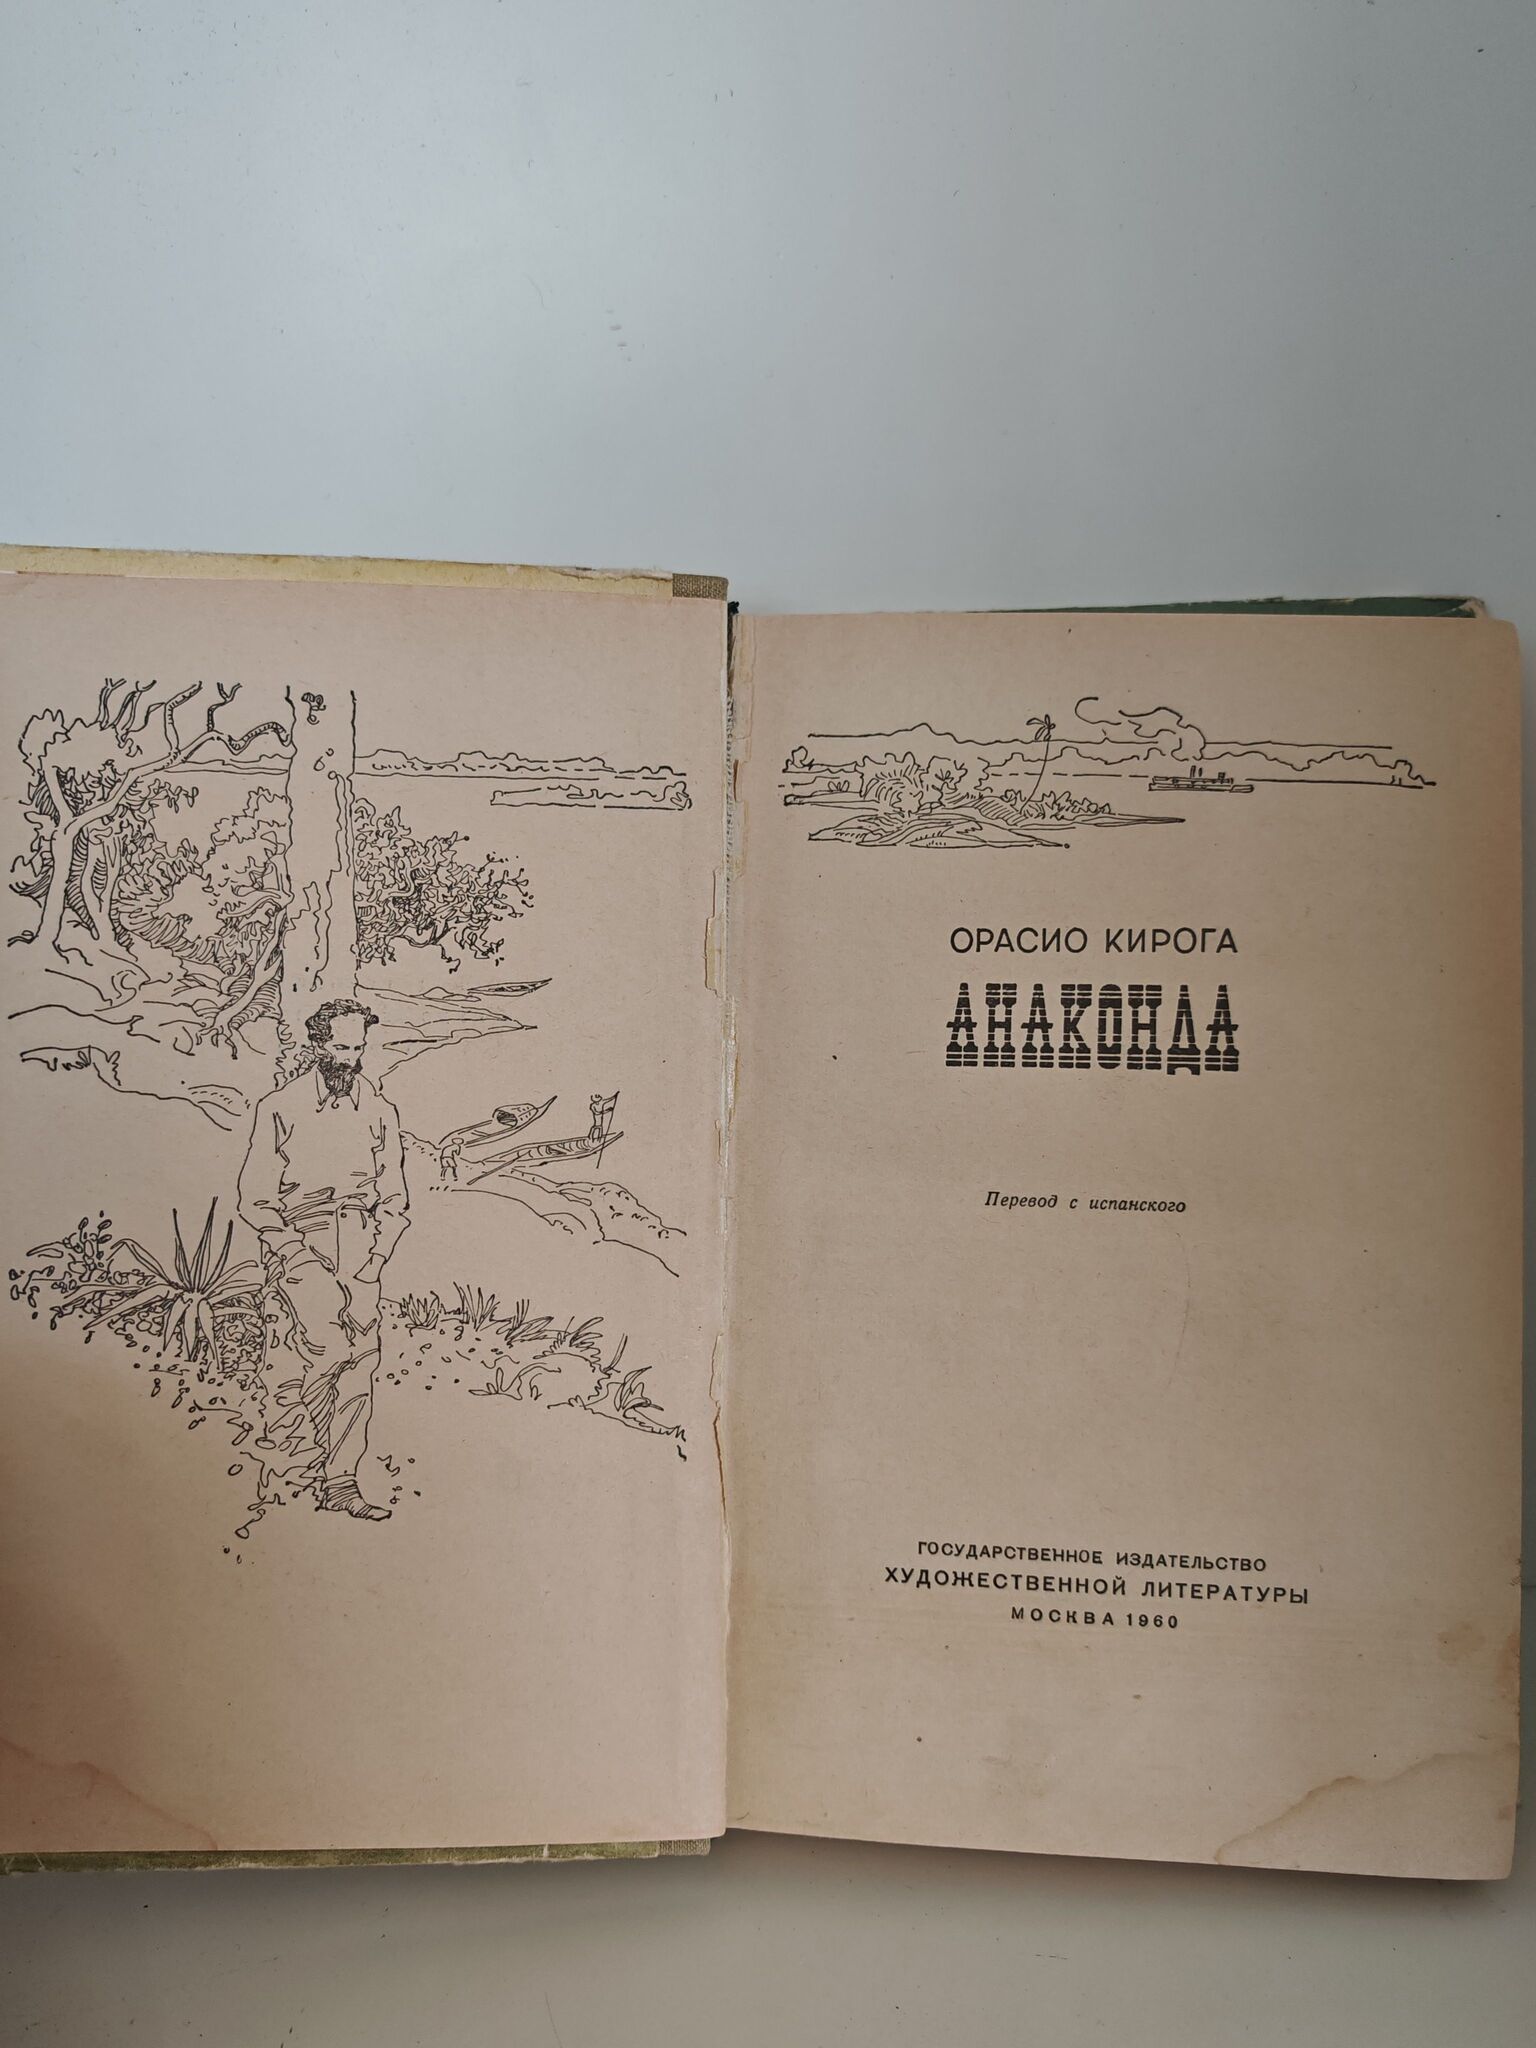 ОРАСИО КИРОГА
АНАКОНДА
Перевод с испанского
ГОСУДАРСТВЕННОЕ ИЗДАТЕЛЬСТВО
ХУДОЖЕСТВЕННОЙ ЛИТЕРАТУРЫ
МОСКВА 1960